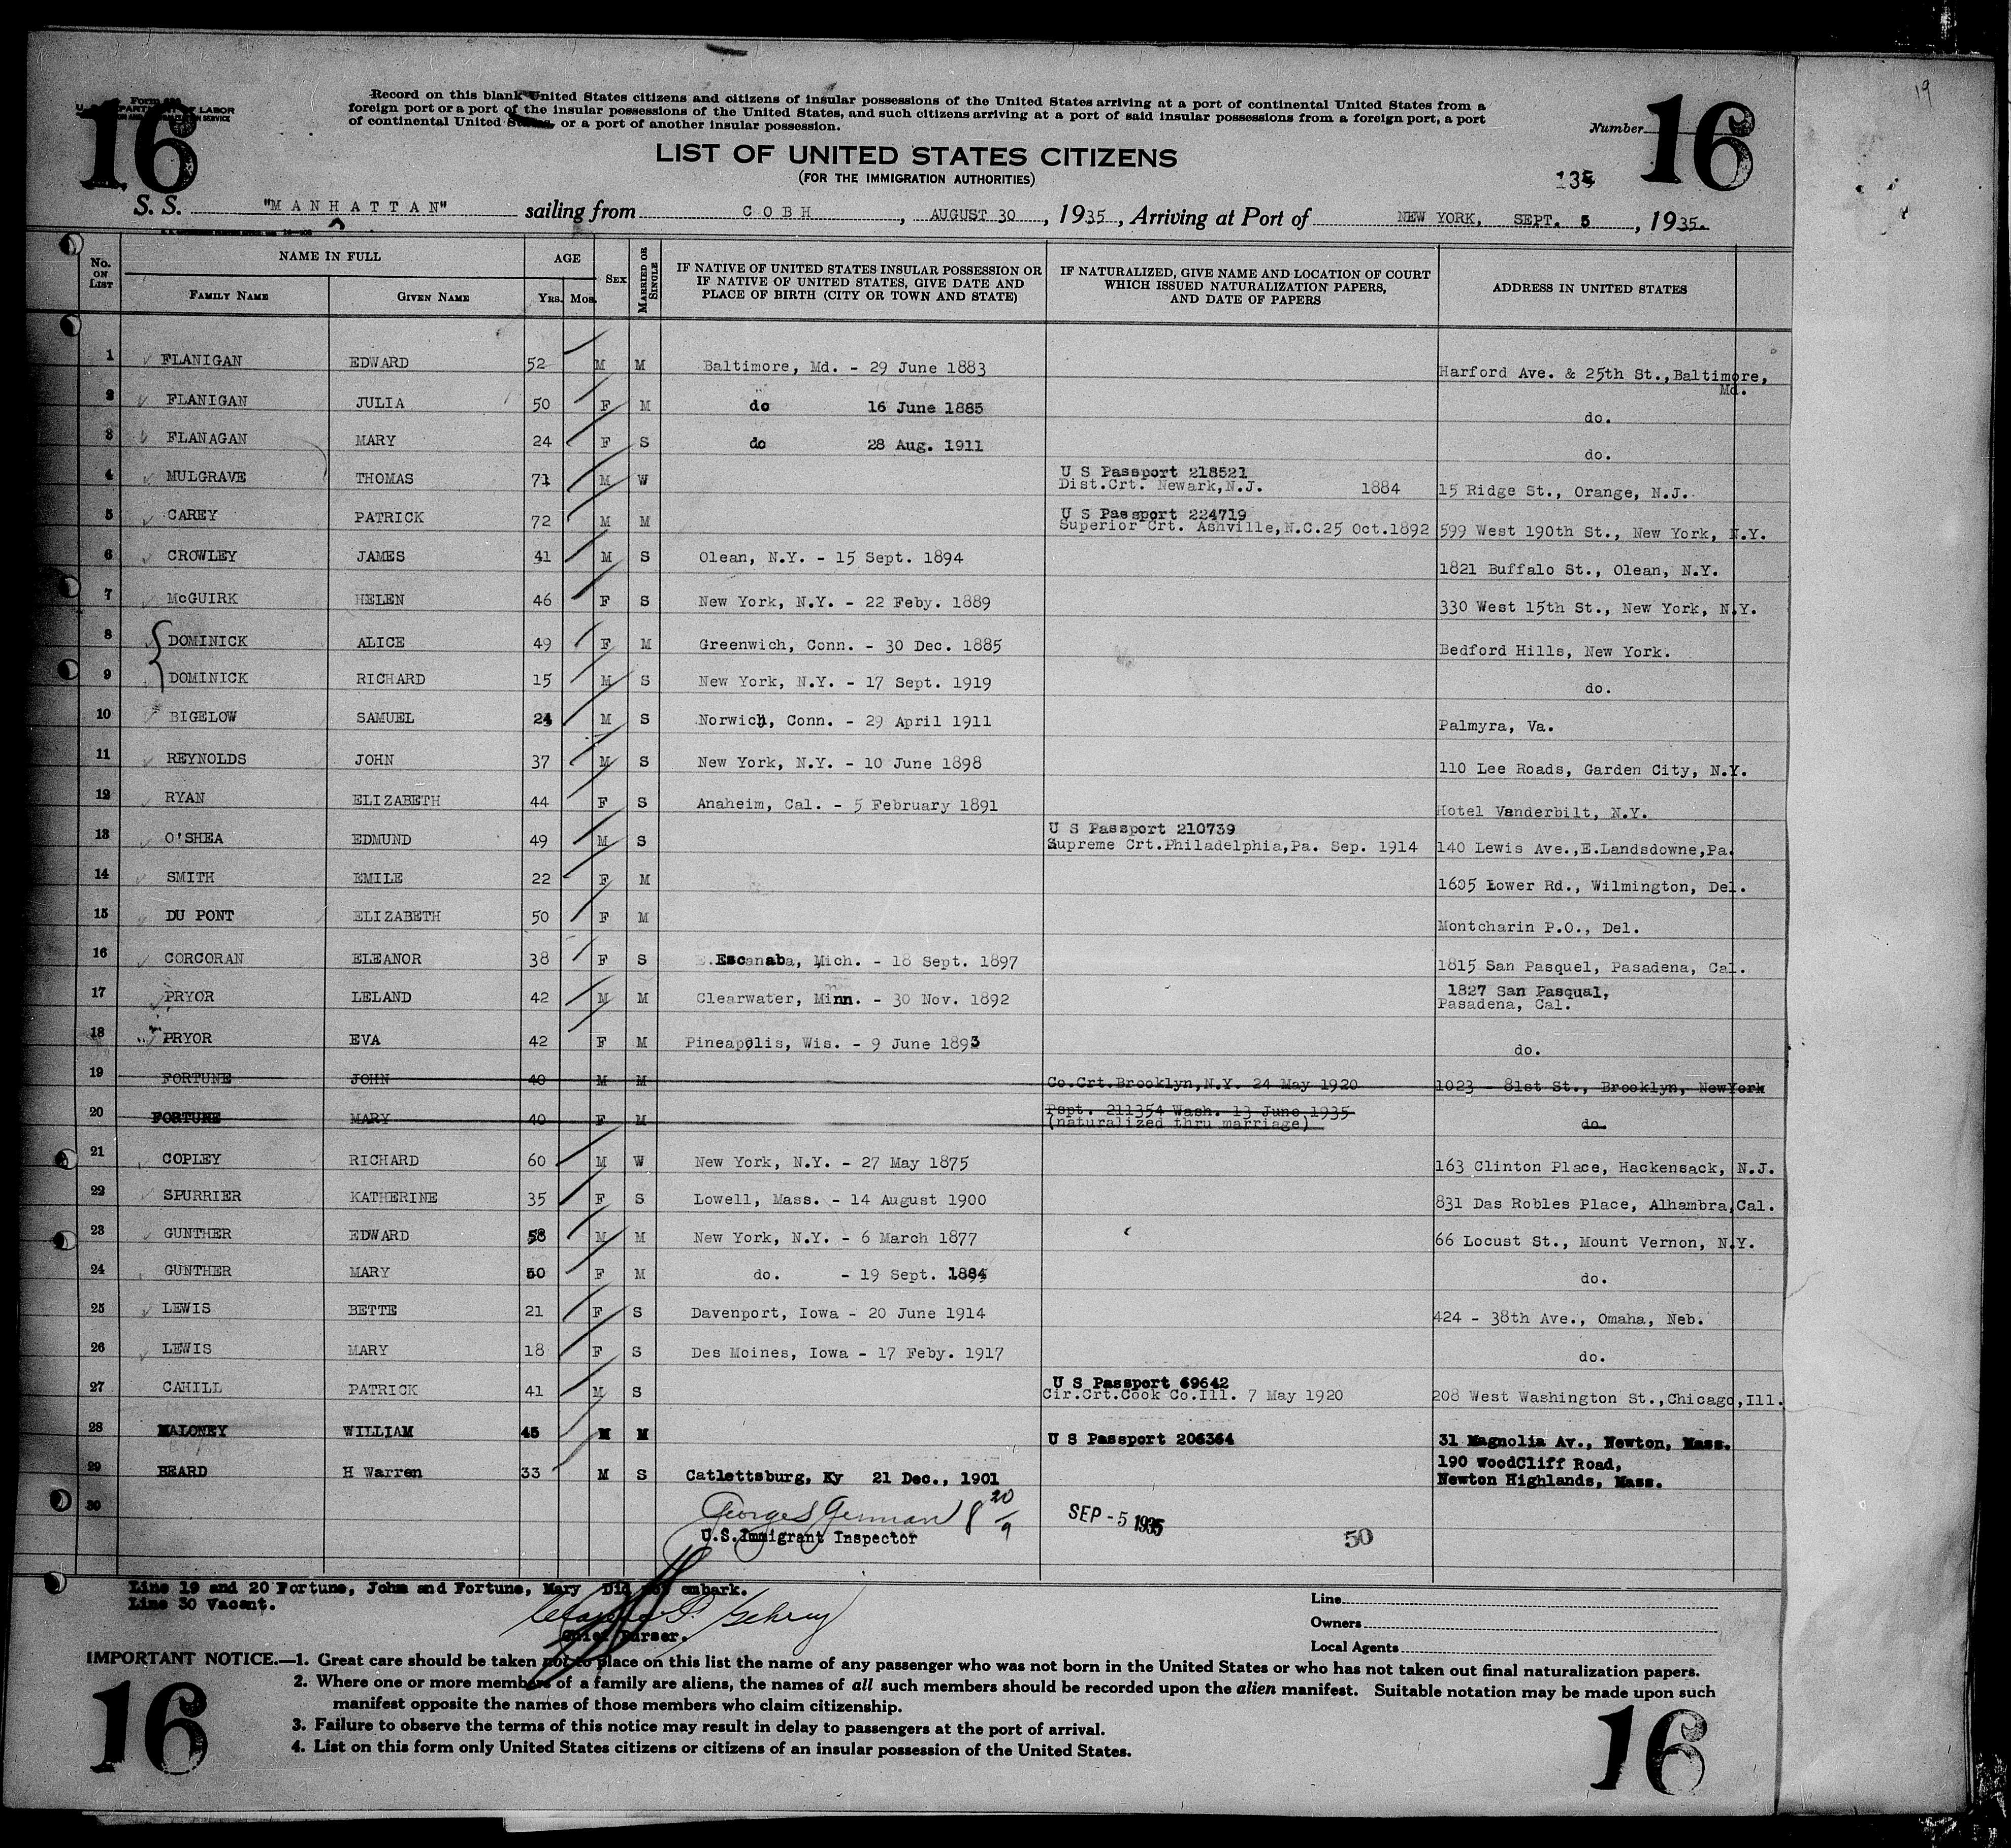 16
16
19
Form
U. S. DEPARTMENT OF LABOR
Record on this blank United States citizens and citizens of insular possessions of the United States arriving at a port of continental United States from a
foreign port or a port of the insular possessions of the United States, and such citizens arriving at a port of said insular possessions from a foreign port, a port
of continental United States, or a port of another insular possession.
Number
LIST OF UNITED STATES CITIZENS
(FOR THE IMMIGRATION AUTHORITIES)
S. S. "MANHATTAN" sailing from COBH, AUGUST 30, 1935, Arriving at Port of NEW YORK, SEPT. 5, 1935.
No. ON LIST
NAME IN FULL
FAMILY NAME GIVEN NAME
AGE
YRS. MOS.
SEX
MARRIED OR SINGLE
IF NATIVE OF UNITED STATES INSULAR POSSESSION OR
IF NATIVE OF UNITED STATES, GIVE DATE AND
PLACE OF BIRTH (CITY OR TOWN AND STATE)
IF NATURALIZED, GIVE NAME AND LOCATION OF COURT
WHICH ISSUED NATURALIZATION PAPERS,
AND DATE OF PAPERS
ADDRESS IN UNITED STATES
1 FLANIGAN EDWARD 52 M M Baltimore, Md. - 29 June 1883 Harford Ave. & 25th St., Baltimore,
Md.
2 FLANIGAN JULIA 50 F M do 16 June 1885 do.
3 FLANAGAN MARY 24 F S do 28 Aug. 1911 do.
4 MULGRAVE THOMAS 71 M W U S Passport 218521
Dist.Crt. Newark,N.J. 1884 15 Ridge St., Orange, N.J.
5 CAREY PATRICK 72 M M U S Passport 224719
Superior Crt. Ashville,N.C.25 Oct.1892 599 West 190th St., New York, N.Y.
6 CROWLEY JAMES 41 M S Olean, N.Y. - 15 Sept. 1894 1821 Buffalo St., Olean, N.Y.
7 McGUIRK HELEN 46 F S New York, N.Y. - 22 Feby. 1889 330 West 15th St., New York, N.Y.
8 DOMINICK ALICE 49 F M Greenwich, Conn. - 30 Dec. 1885 Bedford Hills, New York.
9 DOMINICK RICHARD 15 M S New York, N.Y. - 17 Sept. 1919 do.
10 BIGELOW SAMUEL 24 M S Norwich, Conn. - 29 April 1911 Palmyra, Va.
11 REYNOLDS JOHN 37 M S New York, N.Y. - 10 June 1898 110 Lee Roads, Garden City, N.Y.
12 RYAN ELIZABETH 44 F S Anaheim, Cal. - 5 February 1891 Hotel Vanderbilt, N.Y.
13 O'SHEA EDMUND 49 M S U S Passport 210739
Supreme Crt.Philadelphia,Pa. Sep. 1914 140 Lewis Ave.,E.Landsdowne,Pa.
14 SMITH EMILE 22 F M 1605 Lower Rd., Wilmington, Del.
15 DU PONT ELIZABETH 50 F M Montcharin P.O., Del.
16 CORCORAN ELEANOR 38 F S Escanaba, Mich. - 18 Sept. 1897 1815 San Pasquel, Pasadena, Cal.
17 PRYOR LELAND 42 M M Clearwater, Minn. - 30 Nov. 1892 1827 San Pasqual,
Pasadena, Cal.
18 PRYOR EVA 42 F M Pineapolis, Wis. - 9 June 1893 do.
19 FORTUNE JOHN 40 M M Co.Crt.Brooklyn,N.Y. 24 May 1920 1023 - 81st St., Brooklyn, NewYork
20 FORTUNE MARY 40 F M Pspt. 211354 Wash. 13 June,1935
(naturalized thru marriage) do.
21 COPLEY RICHARD 60 M W New York, N.Y. - 27 May 1875 163 Clinton Place, Hackensack, N.J.
22 SPURRIER KATHERINE 35 F S Lowell, Mass. - 14 August 1900 831 Das Robles Place, Alhambra,Cal.
23 GUNTHER EDWARD 58 M M New York, N.Y. - 6 March 1877 66 Locust St., Mount Vernon, N.Y.
24 GUNTHER MARY 50 F M do. - 19 Sept. 1884 do.
25 LEWIS BETTE 21 F S Davenport, Iowa - 20 June 1914 424 - 38th Ave., Omaha, Neb.
26 LEWIS MARY 18 F S Des Moines, Iowa - 17 Feby. 1917 do.
27 CAHILL PATRICK 41 M S U S Passport 69642
Cir.Crt.Cook Co.Ill. 7 May 1920 208 West Washington St.,Chicago,Ill.
28 MALONEY WILLIAM 45 M M U S Passport 206364 31 Magnolia Av., Newton, Mass.
29 BEARD H Warren 33 M S Catlettsburg, Ky 21 Dec., 1901 190 WoodCliff Road,
Newton Highlands, Mass.
30
George S German 8 20/9
U.S.Immigrant Inspector
SEP - 5 1935
50
Line 19 and 20 Fortune, John and Fortune, Mary Did not embark.
Line 30 Vacant.
Chief Purser.
Line
Owners
Local Agents
IMPORTANT NOTICE.—1. Great care should be taken not to place on this list the name of any passenger who was not born in the United States or who has not taken out final naturalization papers.
2. Where one or more members of a family are aliens, the names of all such members should be recorded upon the alien manifest. Suitable notation may be made upon such
manifest opposite the names of those members who claim citizenship.
3. Failure to observe the terms of this notice may result in delay to passengers at the port of arrival.
4. List on this form only United States citizens or citizens of an insular possession of the United States.
16
16